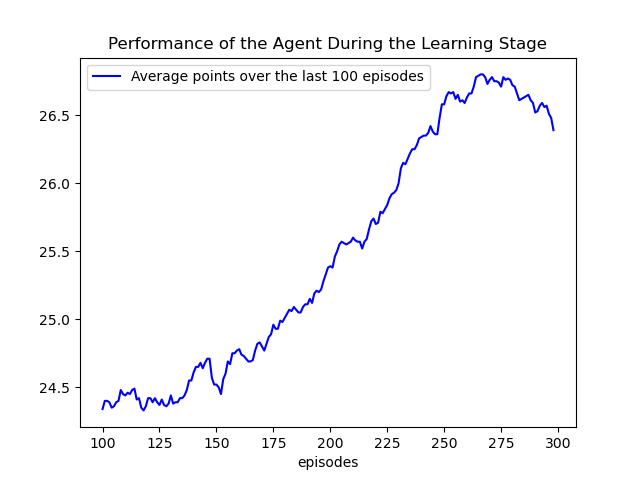 Performance of the Agent During the Learning Stage
Average points over the last 100 episodes
26.5
26.0
25.5
25.0
24.5
100 125 150 175 200 225 250 275 300
episodes